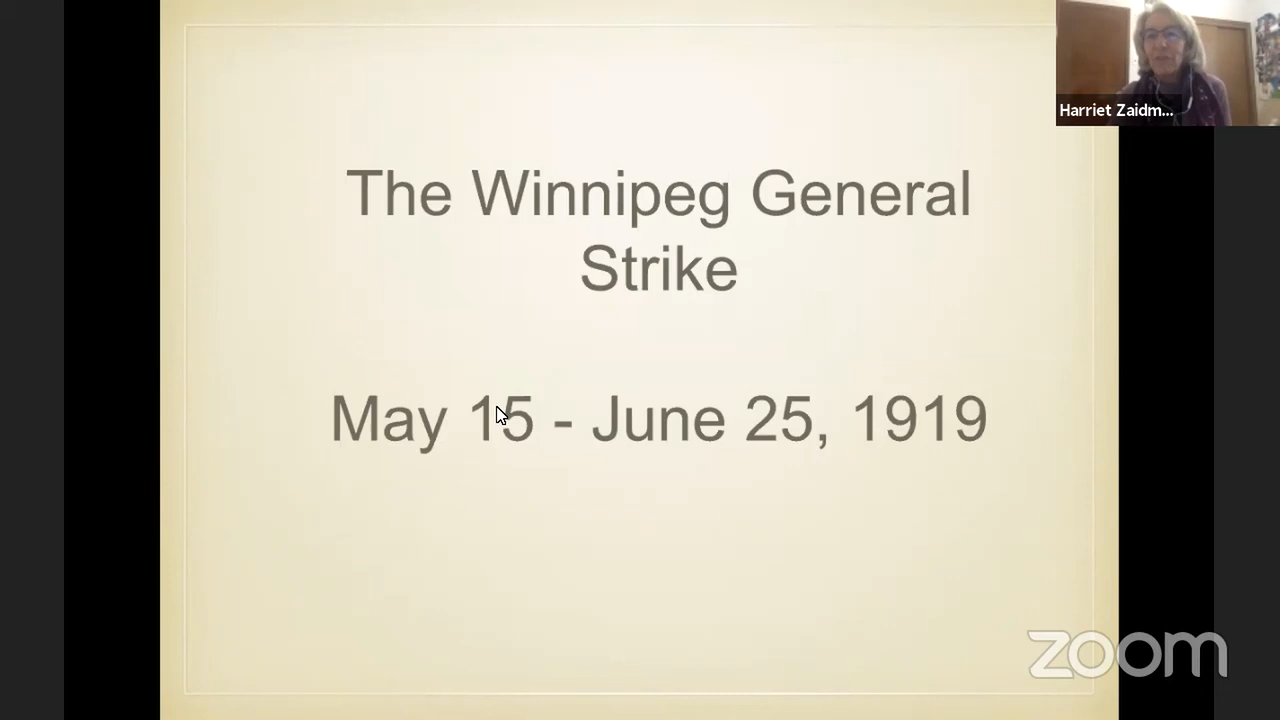 Harriet Zaidm...
The Winnipeg General
Strike
May 15 - June 25, 1919
zoom